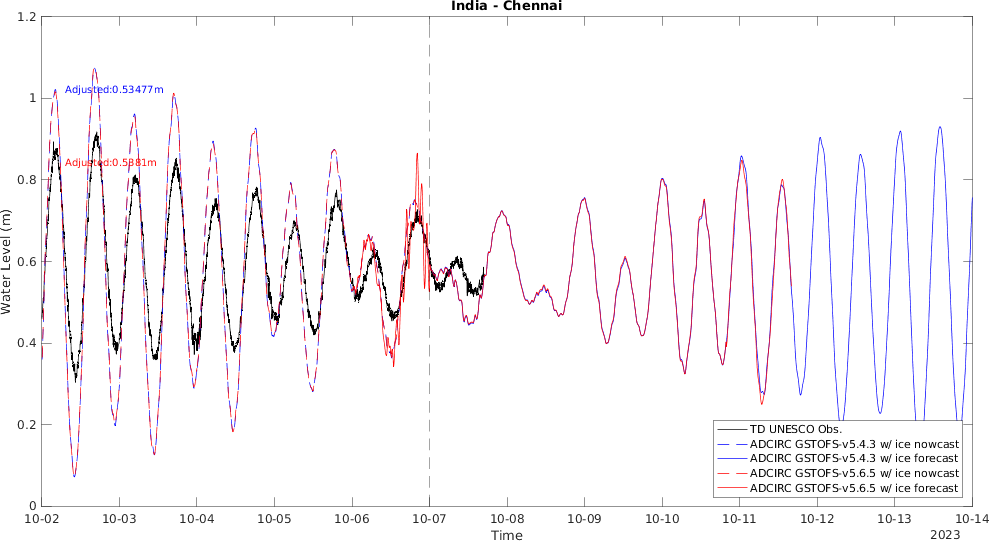 India - Chennai
Water Level (m)
1.2
1
0.8
0.6
0.4
0.2
0
Adjusted:0.53477m
Adjusted:0.5381m
TD UNESCO Obs.
ADCIRC GSTOFS-v5.4.3 w/ ice nowcast
ADCIRC GSTOFS-v5.4.3 w/ ice forecast
ADCIRC GSTOFS-v5.6.5 w/ ice nowcast
ADCIRC GSTOFS-v5.6.5 w/ ice forecast
10-02 10-03 10-04 10-05 10-06 10-07 10-08 10-09 10-10 10-11 10-12 10-13 10-14
Time
2023